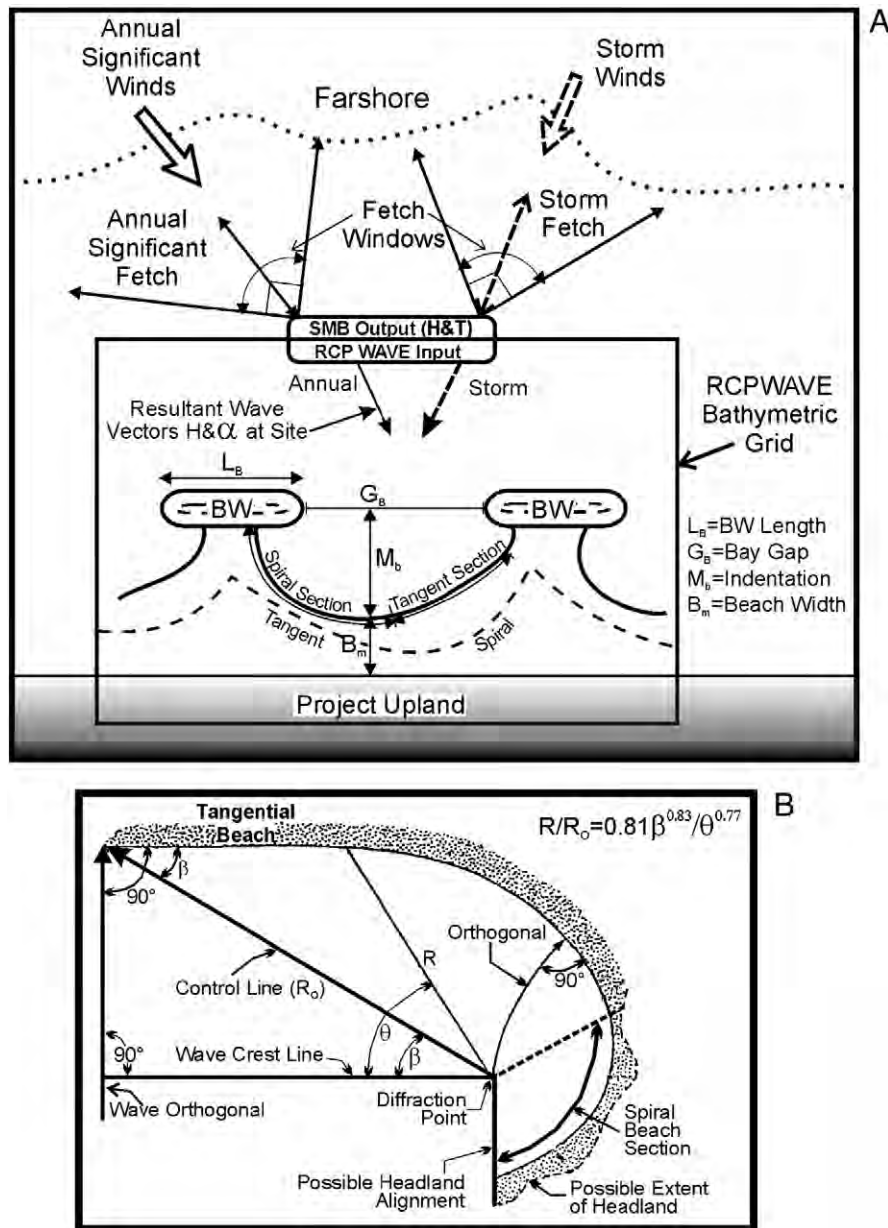 A
Annual
Significant
Winds
Storm
Winds
Farshore
Annual
Significant
Fetch
Fetch
Windows
Storm
Fetch
SMB Output (H&T)
RCP WAVE Input
Annual
Storm
Resultant Wave
Vectors H&α at Site
RCPWAVE
Bathymetric
Grid
L_B
BW
G_B
BW
M_b
Spiral Section
Tangent Section
Tangent
Spiral
B_m
L_B=BW Length
G_B=Bay Gap
M_b=Indentation
B_m=Beach Width
Project Upland
B
Tangential
Beach
R/R_o=0.81β^0.83/θ^0.77
90°
β
Orthogonal
90°
R
Control Line (R_o)
θ
β
90°
Wave Crest Line
Wave Orthogonal
Diffraction
Point
Possible Headland
Alignment
Spiral
Beach
Section
Possible Extent
of Headland